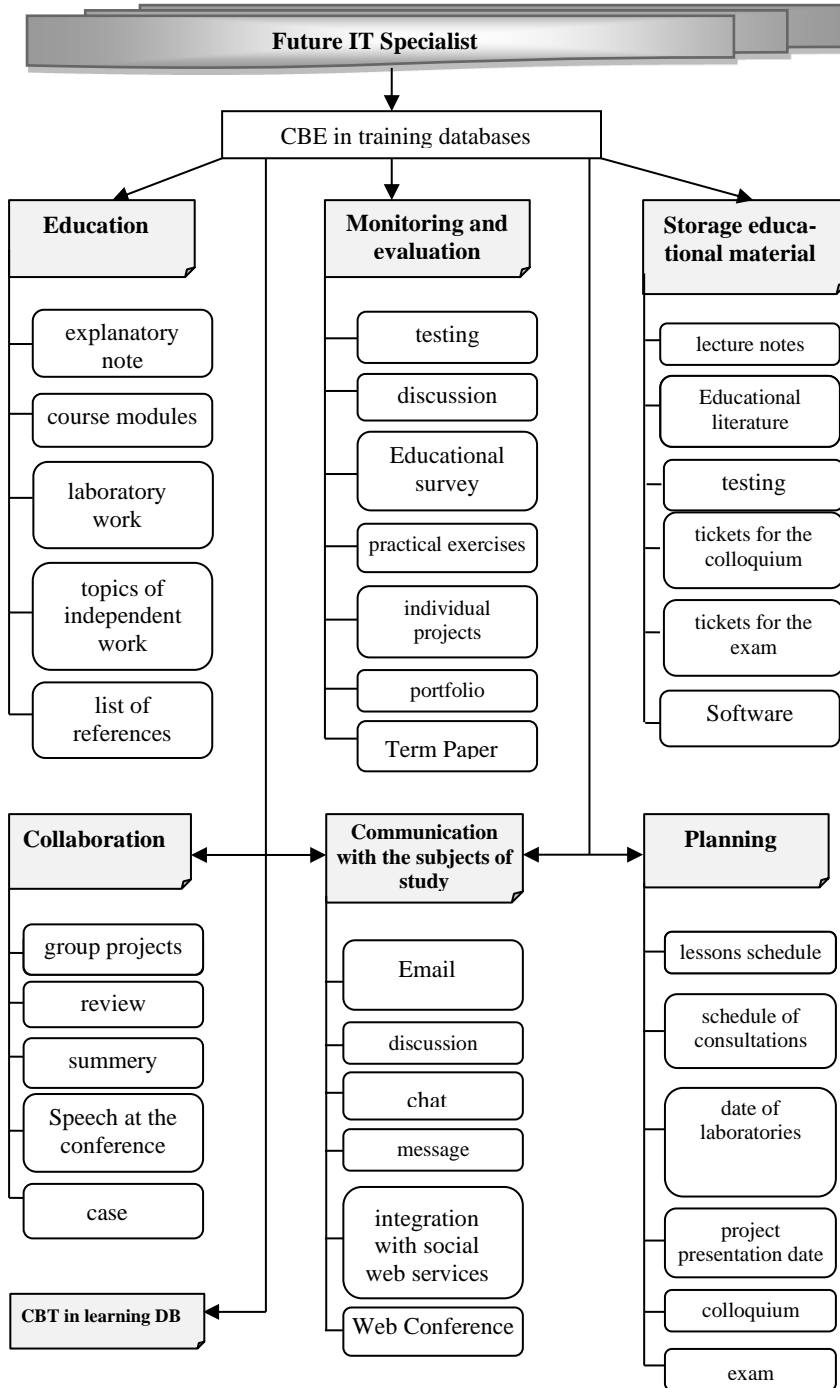 Future IT Specialist
CBE in training databases
Education
explanatory
note
course modules
laboratory
work
topics of
independent
work
list of
references
Monitoring and
evaluation
testing
discussion
Educational
survey
practical exercises
individual
projects
portfolio
Term Paper
Storage educa-
tional material
lecture notes
Educational
literature
testing
tickets for the
colloquium
tickets for the
exam
Software
Collaboration
group projects
review
summery
Speech at the
conference
case
CBT in learning DB
Communication
with the subjects of
study
Email
discussion
chat
message
integration
with social
web services
Web Conference
Planning
lessons schedule
schedule of
consultations
date of
laboratories
project
presentation date
colloquium
exam